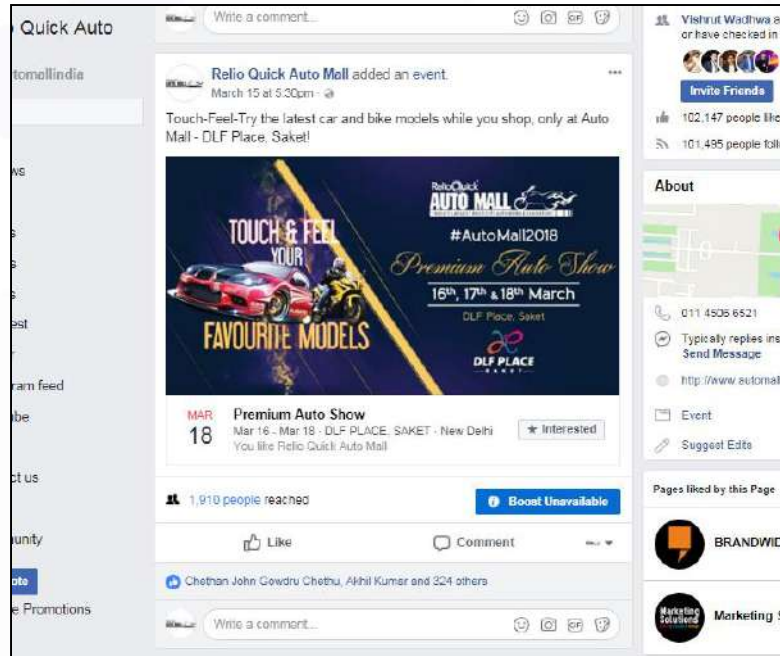 Quick Auto
tomallindia
ws
s
s
s
est
r
ram feed
be
ct us
unity
ote
e Promotions
Write a comment...
GIF
Relio Quick Auto Mall added an event.
March 15 at 5:30pm ·
Touch-Feel-Try the latest car and bike models while you shop, only at Auto
Mall - DLF Place, Saket!
TOUCH & FEEL
YOUR
FAVOURITE MODELS
RelioQuick
AUTO MALL
#AutoMall2018
Premium Auto Show
16th, 17th & 18th March
DLF Place, Saket
DLF PLACE
SAKET
MAR
18
Premium Auto Show
Mar 16 - Mar 18 · DLF PLACE, SAKET · New Delhi
You like Relio Quick Auto Mall
Interested
1,910 people reached
Boost Unavailable
Like
Comment
Chethan John Gowdru Chethu, Akhil Kumar and 324 others
Write a comment...
GIF
Vishrut Wadhwa a
or have checked in
Invite Friends
102,147 people like
101,495 people foll
About
011 4506 6521
Typically replies ins
Send Message
http://www.automall
Event
Suggest Edits
Pages liked by this Page
BRANDWID
Marketing
Solutions
Marketing S